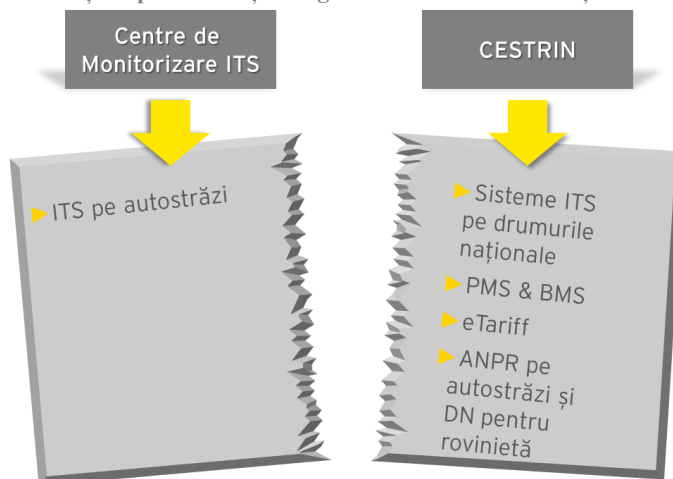 Centre de
Monitorizare ITS
ITS pe autostrăzi
CESTRIN
Sisteme ITS
pe drumurile
naționale
PMS & BMS
eTariff
ANPR pe
autostrăzi și
DN pentru
rovinietă